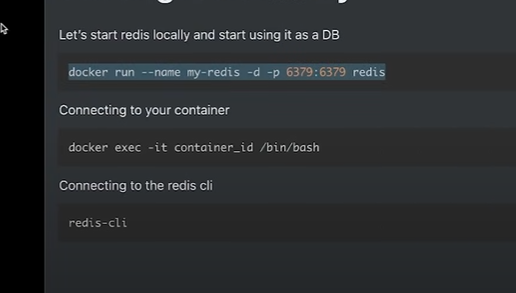 Let's start redis locally and start using it as a DB
docker run --name my-redis -d -p 6379:6379 redis
Connecting to your container
docker exec -it container_id /bin/bash
Connecting to the redis cli
redis-cli